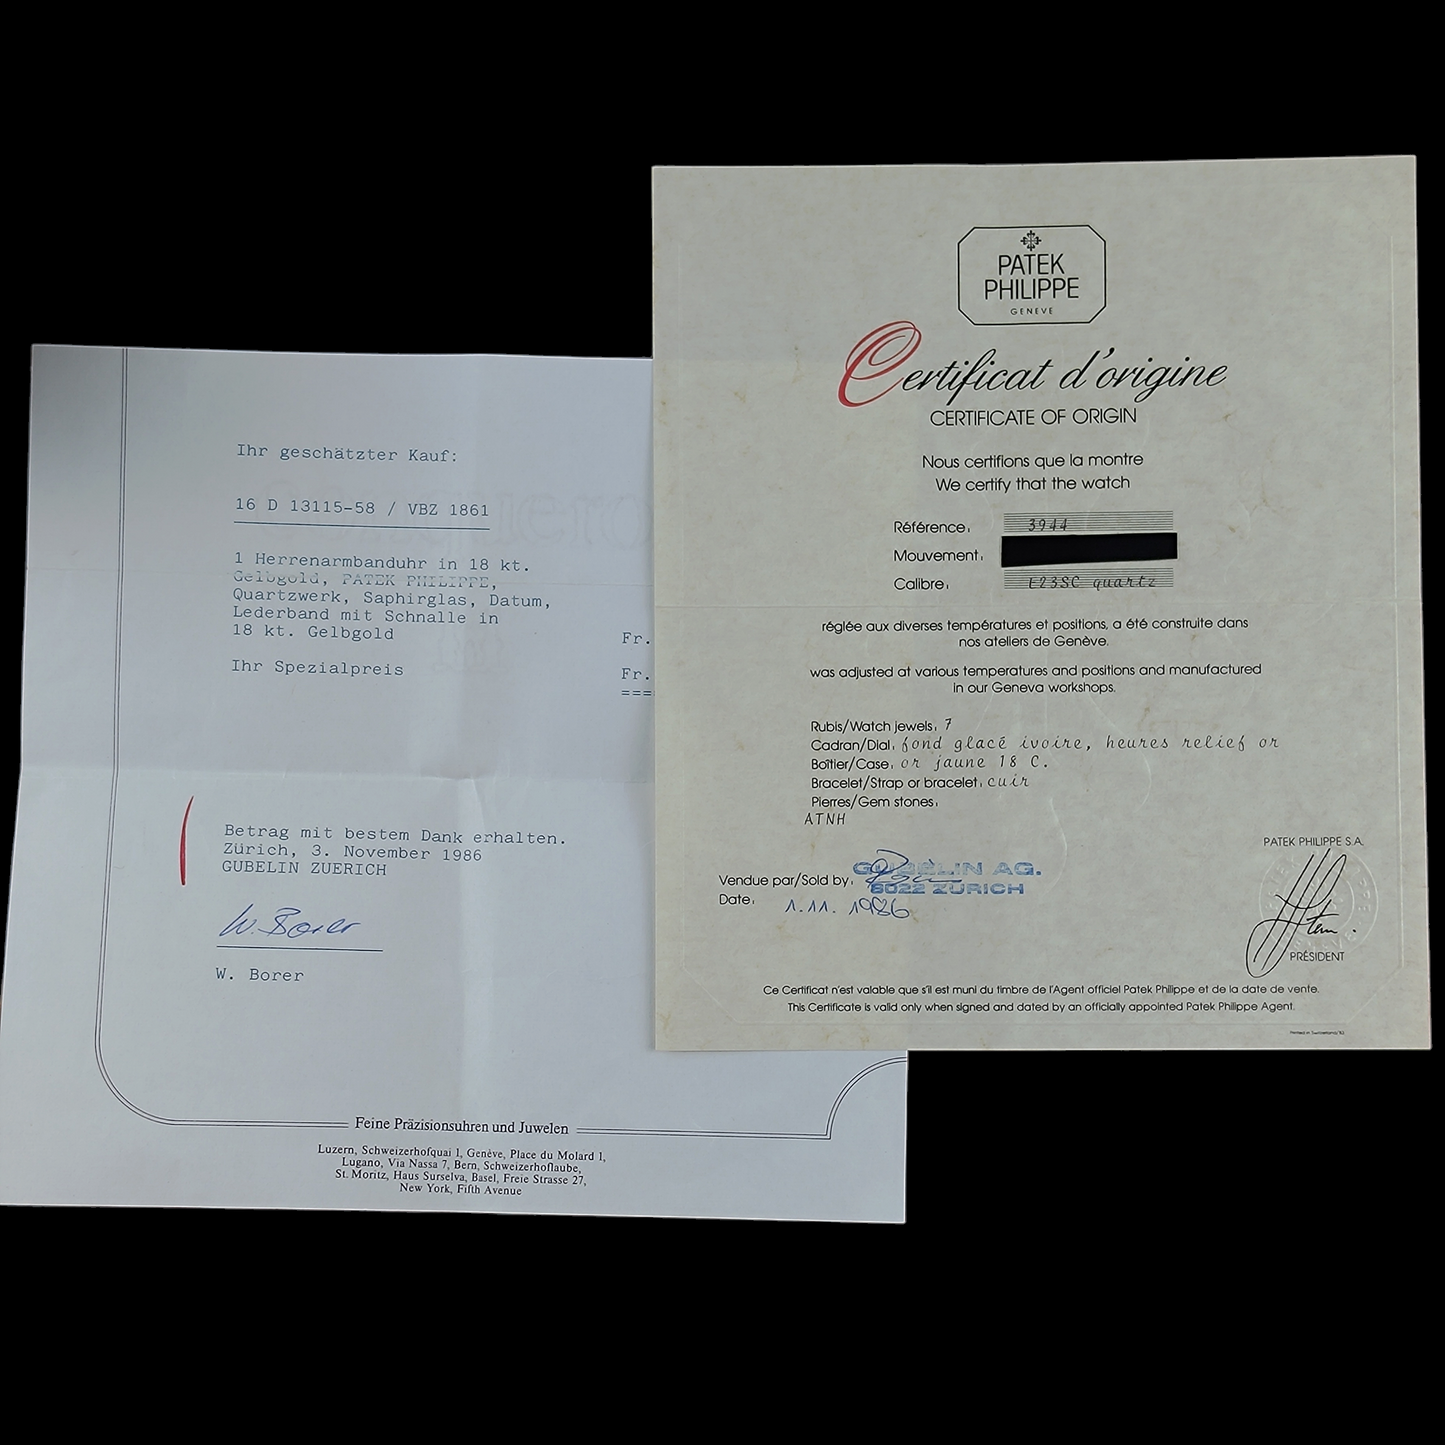 Ihr geschätzter Kauf:
16 D 13115-58 / VBZ 1861
1 Herrenarmbanduhr in 18 kt.
Gelbgold, PATEK PHILIPPE,
Quartzwerk, Saphirglas, Datum,
Lederband mit Schnalle in
18 kt. Gelbgold Fr.
Ihr Spezialpreis Fr.
===
Betrag mit bestem Dank erhalten.
Zürich, 3. November 1986
GUBELIN ZUERICH
W. Borer
W. Borer
Feine Präzisionsuhren und Juwelen
Luzern, Schweizerhofquai 1, Genève, Place du Molard 1,
Lugano, Via Nassa 7, Bern, Schweizerhoflaube,
St. Moritz, Haus Surselva, Basel, Freie Strasse 27,
New York, Fifth Avenue
PATEK
PHILIPPE
GENEVE
Certificat d'origine
CERTIFICATE OF ORIGIN
Nous certifions que la montre
We certify that the watch
Référence: 3944
Mouvement:
Calibre: E23SC quartz
réglée aux diverses températures et positions, a été construite dans
nos ateliers de Genève.
was adjusted at various temperatures and positions and manufactured
in our Geneva workshops.
Rubis/Watch jewels: 7
Cadran/Dial: fond glacé ivoire, heures relief or
Boîtier/Case: or jaune 18 C.
Bracelet/Strap or bracelet: cuir
Pierres/Gem stones:
ATNH
PATEK PHILIPPE S.A.
Vendue par/Sold by: GUBELIN AG.
8022 ZÜRICH
Date: 1.11.1986
PRÉSIDENT
Ce Certificat n'est valable que s'il est muni du timbre de l'Agent officiel Patek Philippe et de la date de vente.
This Certificate is valid only when signed and dated by an officially appointed Patek Philippe Agent.